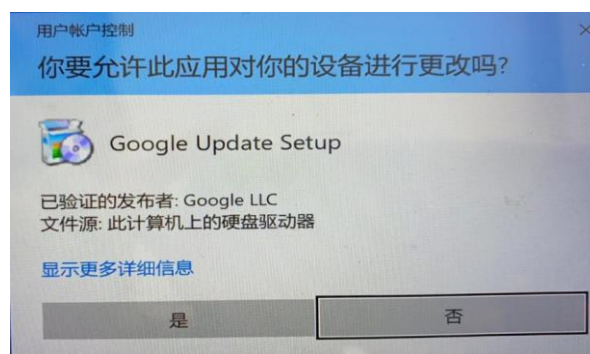 用户帐户控制
你要允许此应用对你的设备进行更改吗?
Google Update Setup
已验证的发布者: Google LLC
文件源: 此计算机上的硬盘驱动器
显示更多详细信息
是
否